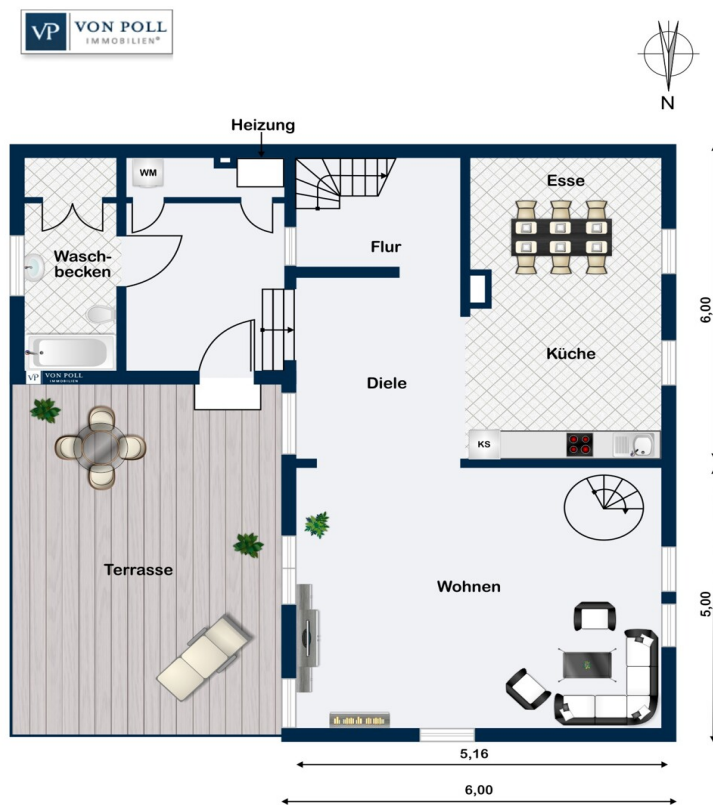 VP VON POLL
IMMOBILIEN®
N
Heizung
WM
Esse
Flur
Wasch-
becken
6,00
Küche
Diele
VP VON POLL
IMMOBILIEN
KS
Terrasse
Wohnen
5,00
5,16
6,00